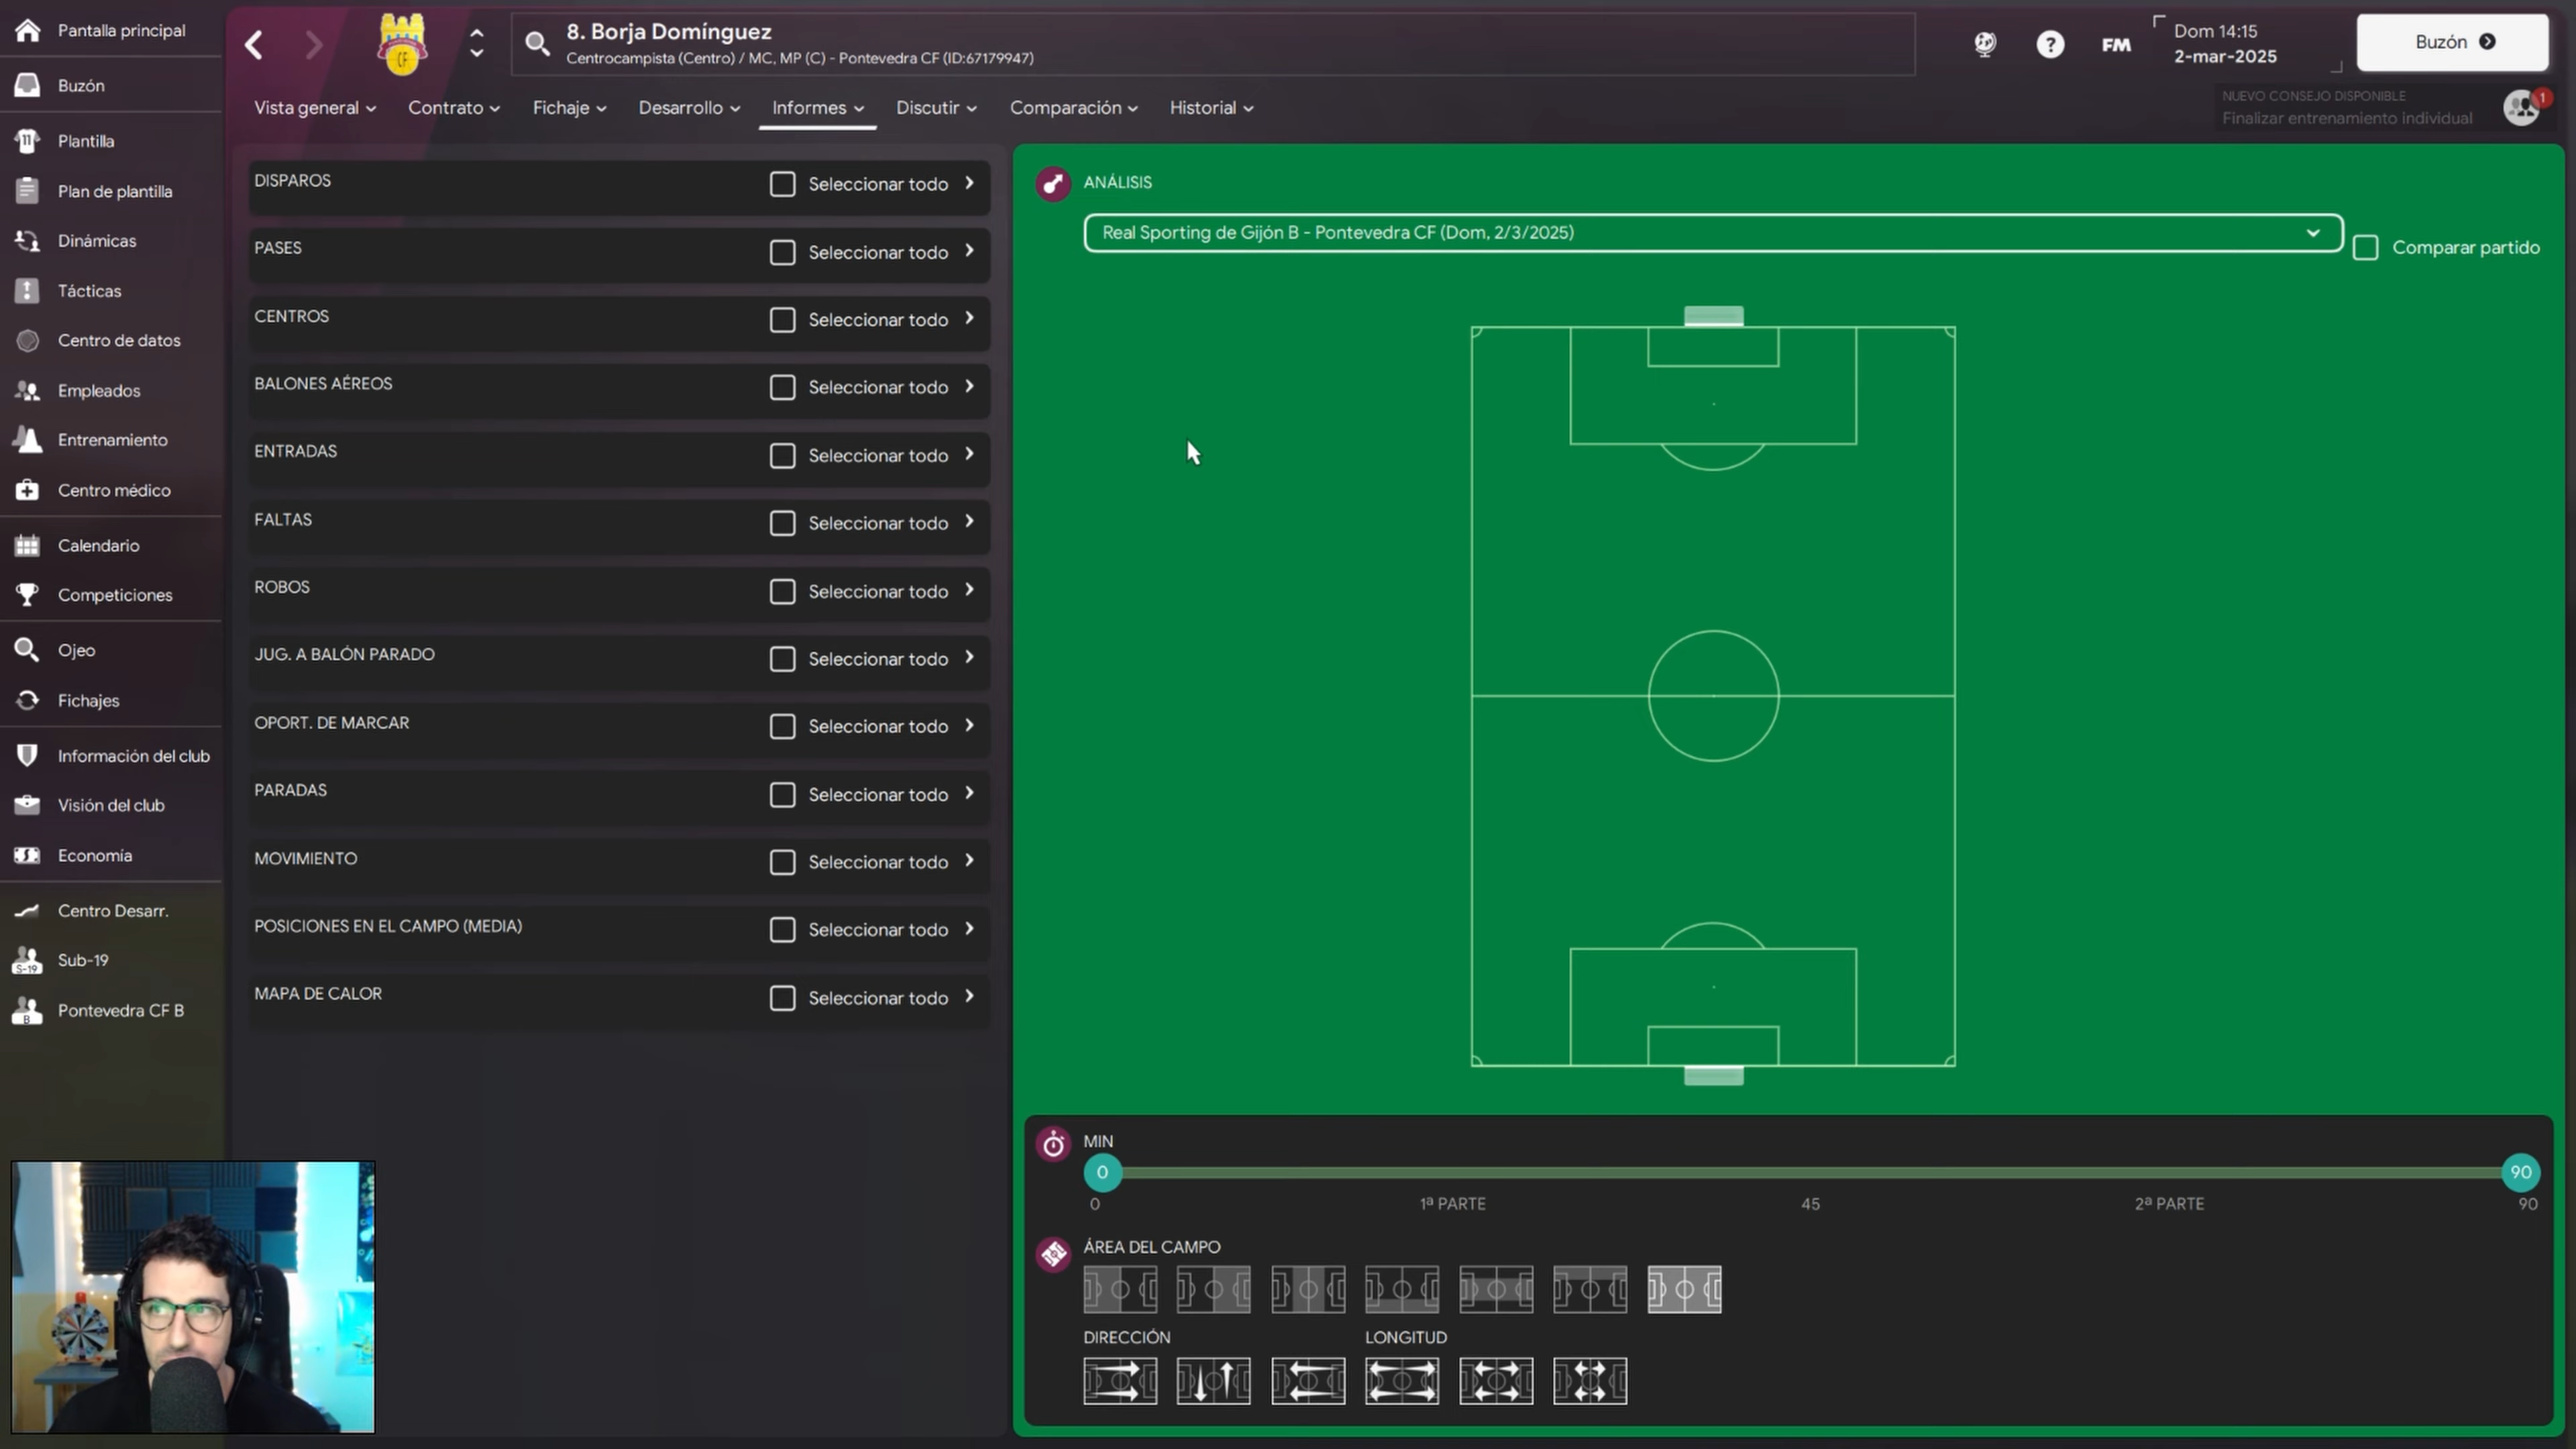 Pantalla principal
Buzón
Plantilla
Plan de plantilla
Dinámicas
Tácticas
Centro de datos
Empleados
Entrenamiento
Centro médico
Calendario
Competiciones
Ojeo
Fichajes
Información del club
Visión del club
Economía
Centro Desarr.
S-19
Sub-19
B
Pontevedra CF B
CF
8. Borja Domínguez
Centrocampista (Centro) / MC, MP (C) - Pontevedra CF (ID:67179947)
?
FM
Dom 14:15
2-mar-2025
Buzón
Vista general
Contrato
Fichaje
Desarrollo
Informes
Discutir
Comparación
Historial
NUEVO CONSEJO DISPONIBLE
Finalizar entrenamiento individual
1
DISPAROS Seleccionar todo
PASES Seleccionar todo
CENTROS Seleccionar todo
BALONES AÉREOS Seleccionar todo
ENTRADAS Seleccionar todo
FALTAS Seleccionar todo
ROBOS Seleccionar todo
JUG. A BALÓN PARADO Seleccionar todo
OPORT. DE MARCAR Seleccionar todo
PARADAS Seleccionar todo
MOVIMIENTO Seleccionar todo
POSICIONES EN EL CAMPO (MEDIA) Seleccionar todo
MAPA DE CALOR Seleccionar todo
ANÁLISIS
Real Sporting de Gijón B - Pontevedra CF (Dom, 2/3/2025)
Comparar partido
MIN
0 90
0 1ª PARTE 45 2ª PARTE 90
ÁREA DEL CAMPO
DIRECCIÓN LONGITUD